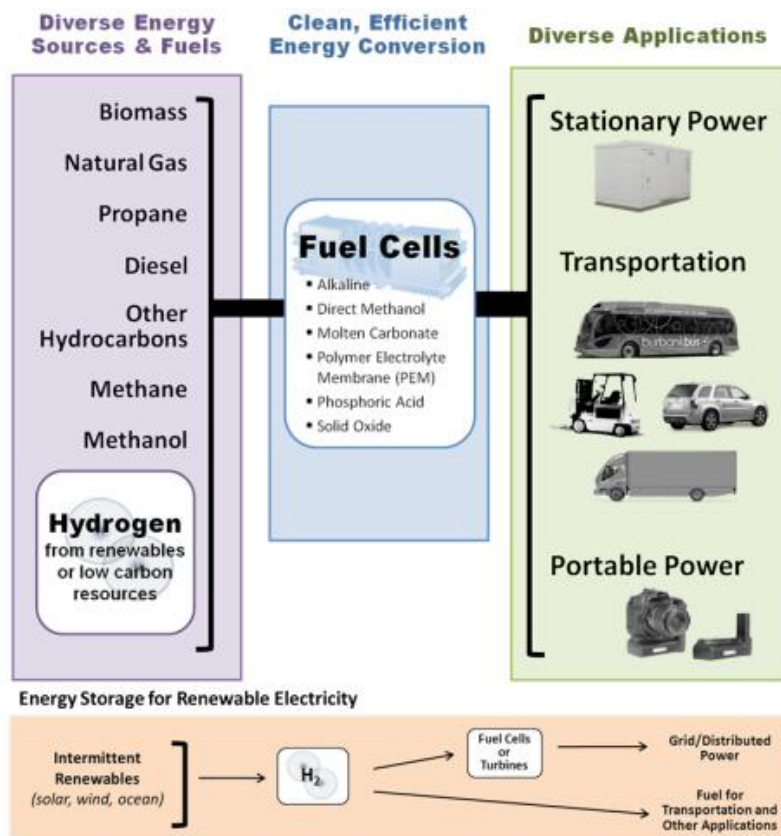 Diverse Energy
Sources & Fuels
Clean, Efficient
Energy Conversion
Diverse Applications
Biomass
Natural Gas
Propane
Diesel
Other
Hydrocarbons
Methane
Methanol
Hydrogen
from renewables
or low carbon
resources
Fuel Cells
▪ Alkaline
▪ Direct Methanol
▪ Molten Carbonate
▪ Polymer Electrolyte
Membrane (PEM)
▪ Phosphoric Acid
▪ Solid Oxide
Stationary Power
Transportation
burbankbus
Portable Power
Energy Storage for Renewable Electricity
Intermittent
Renewables
(solar, wind, ocean)
H₂
Fuel Cells
or
Turbines
Grid/Distributed
Power
Fuel for
Transportation and
Other Applications